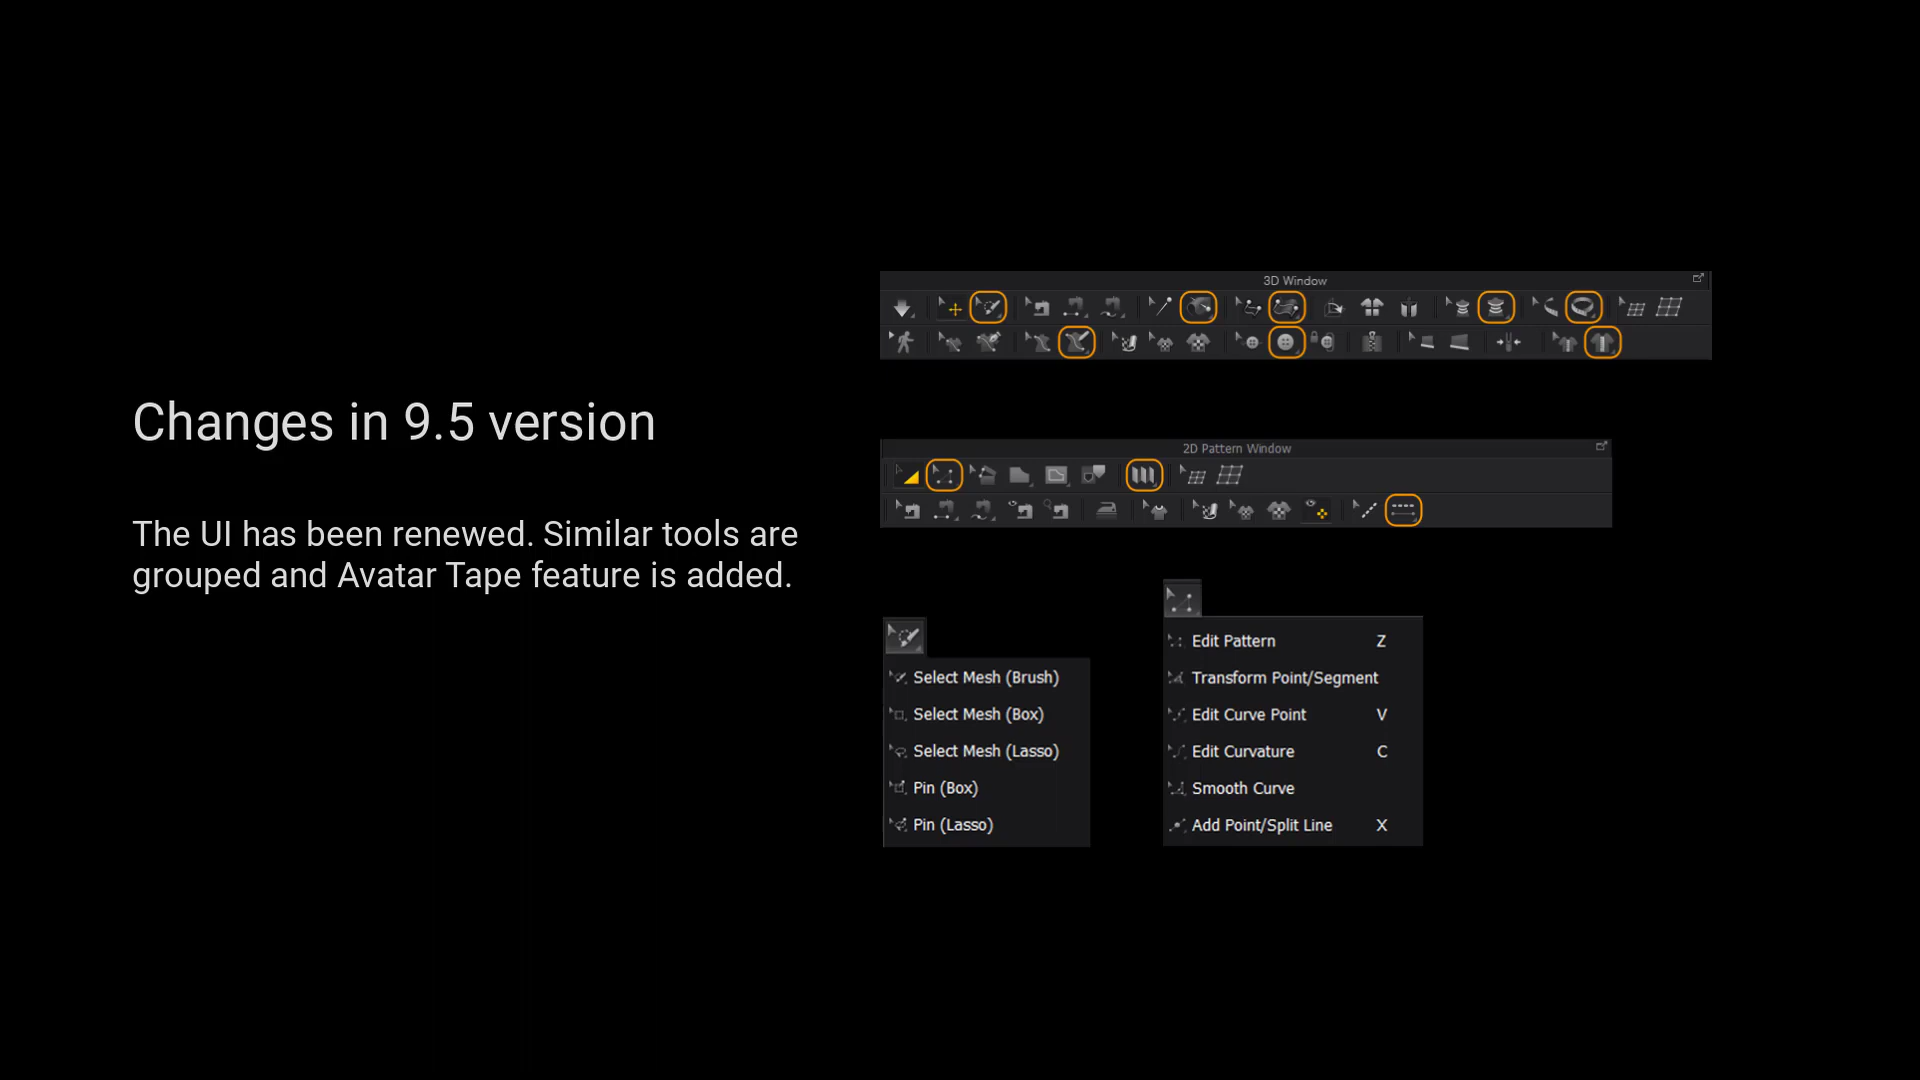 Changes in 9.5 version
The UI has been renewed. Similar tools are
grouped and Avatar Tape feature is added.
3D Window
2D Pattern Window
Select Mesh (Brush)
Select Mesh (Box)
Select Mesh (Lasso)
Pin (Box)
Pin (Lasso)
Edit Pattern Z
Transform Point/Segment
Edit Curve Point V
Edit Curvature C
Smooth Curve
Add Point/Split Line X